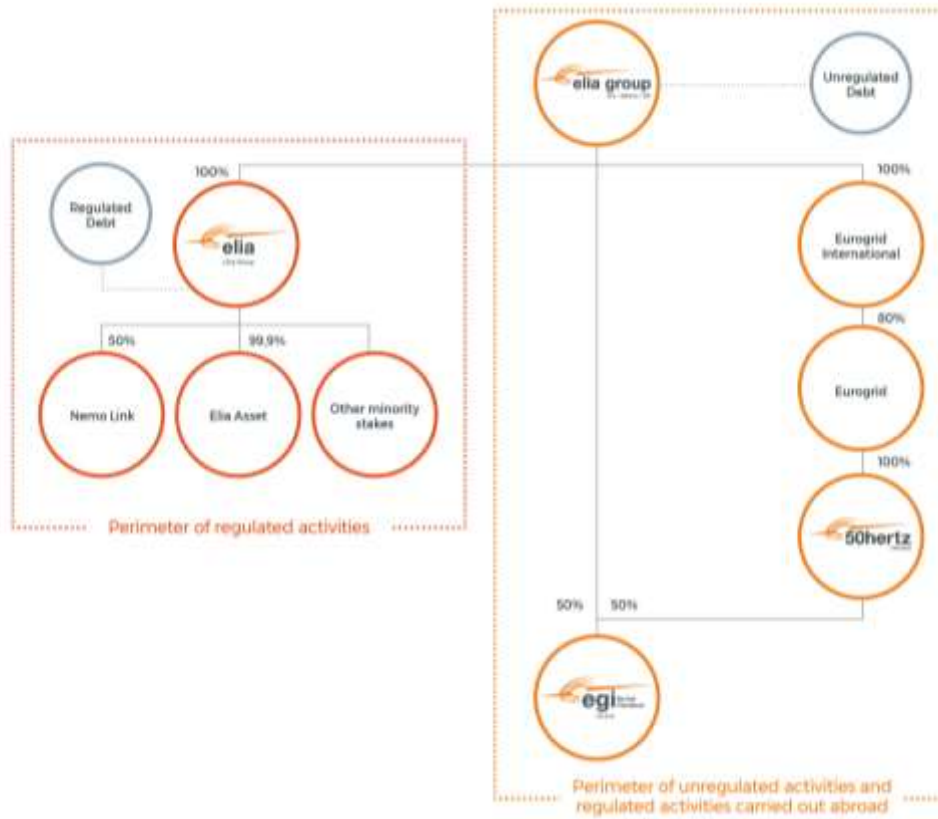 elia group
Unregulated
Debt
100%
100%
Regulated
Debt
elia
Eurogrid
International
80%
50%
99,9%
Nemo Link
Elia Asset
Other minority
stakes
Eurogrid
100%
Perimeter of regulated activities
50hertz
50%
50%
egi
Perimeter of unregulated activities and
regulated activities carried out abroad